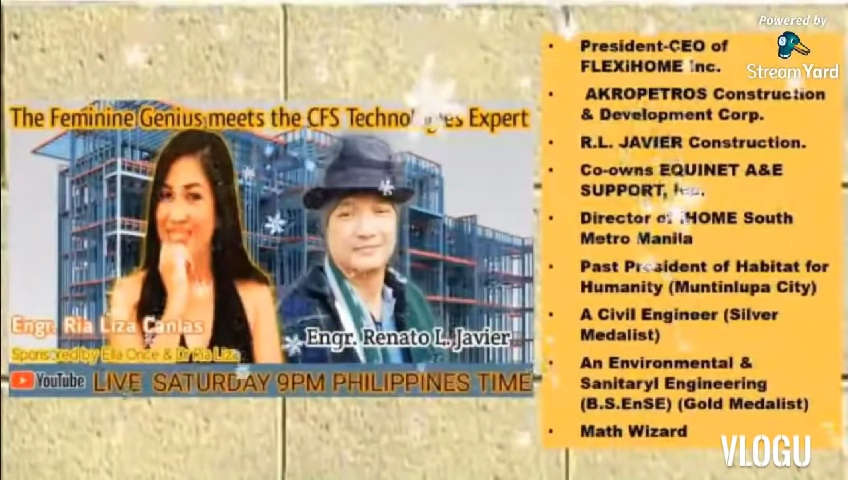 The Feminine Genius meets the CFS Technologies Expert
Engr. Ria Liza Canlas
Sponsored by Ella Once & Dr Ria Liza
Engr. Renato L. Javier
YouTube LIVE SATURDAY 9PM PHILIPPINES TIME
Powered by
StreamYard
• President-CEO of
FLEXiHOME Inc.
• AKROPETROS Construction
& Development Corp.
• R.L. JAVIER Construction.
• Co-owns EQUINET A&E
SUPPORT, Inc.
• Director of iHOME South
Metro Manila
• Past President of Habitat for
Humanity (Muntinlupa City)
• A Civil Engineer (Silver
Medalist)
• An Environmental &
Sanitaryl Engineering
(B.S.EnSE) (Gold Medalist)
• Math Wizard
VLOGU